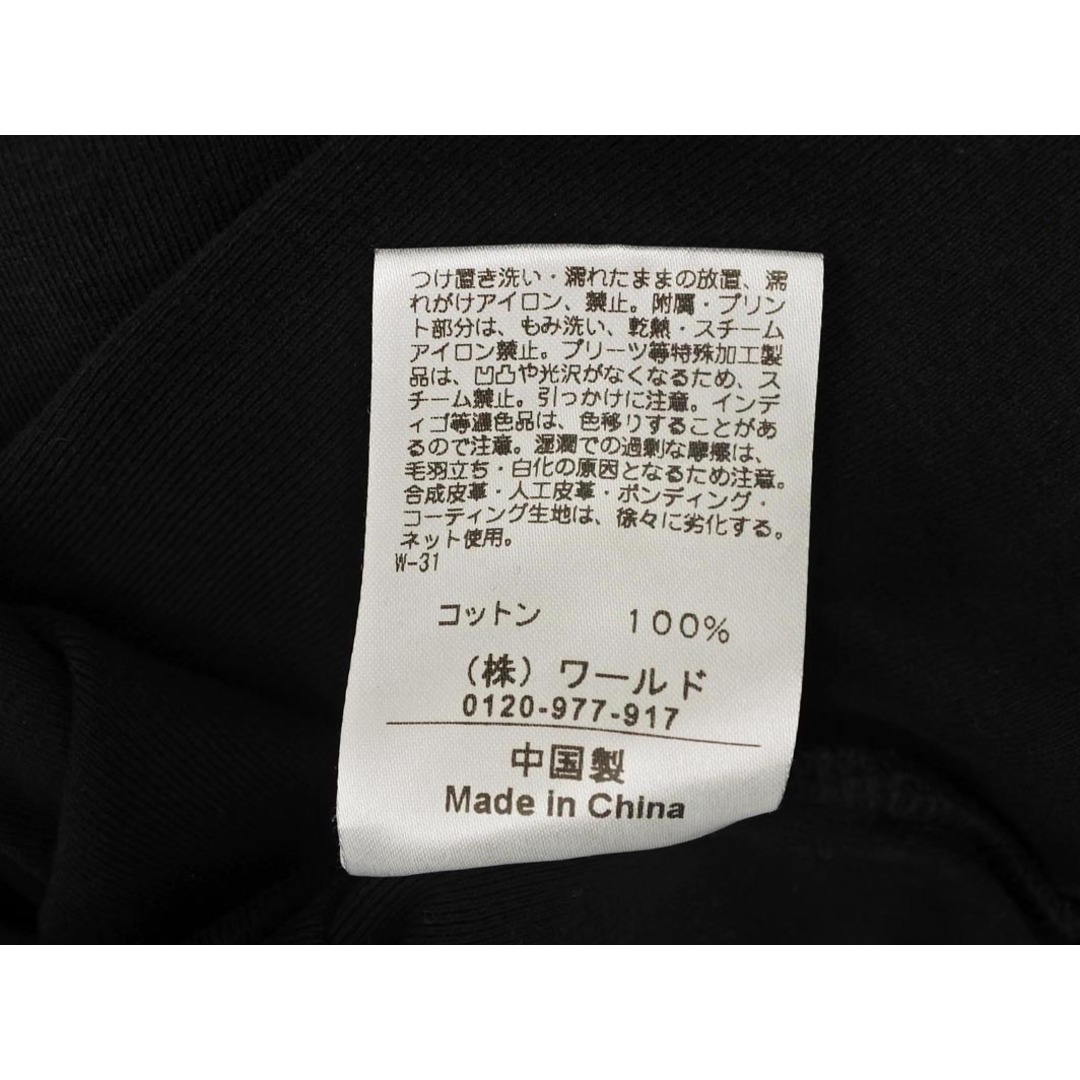 つけ置き洗い・濡れたままの放置、濡
れがけアイロン、禁止。附属・プリン
ト部分は、もみ洗い、乾熱・スチーム
アイロン禁止。プリーツ等特殊加工製
品は、凹凸や光沢がなくなるため、ス
チーム禁止。引っかけに注意。インデ
ィゴ等濃色品は、色移りすることがあ
るので注意。湿潤での過剰な摩擦は、
毛羽立ち・白化の原因となるため注意。
合成皮革・人工皮革・ボンディング・
コーティング生地は、徐々に劣化する。
ネット使用。
W-31
コットン 100%
(株) ワールド
0120-977-917
中国製
Made in China